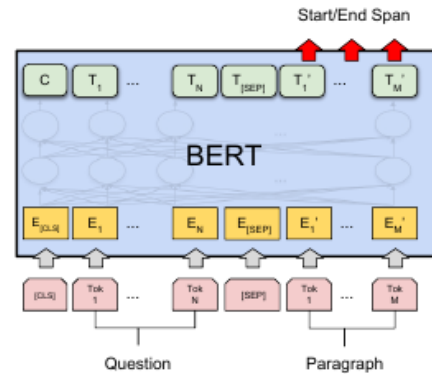 Start/End Span
C T1 ... TN T[SEP] T1' ... TM'
...
BERT
...
E[CLS] E1 ... EN E[SEP] E1' ... EM'
[CLS] Tok 1 ... Tok N [SEP] Tok 1 ... Tok M
Question Paragraph